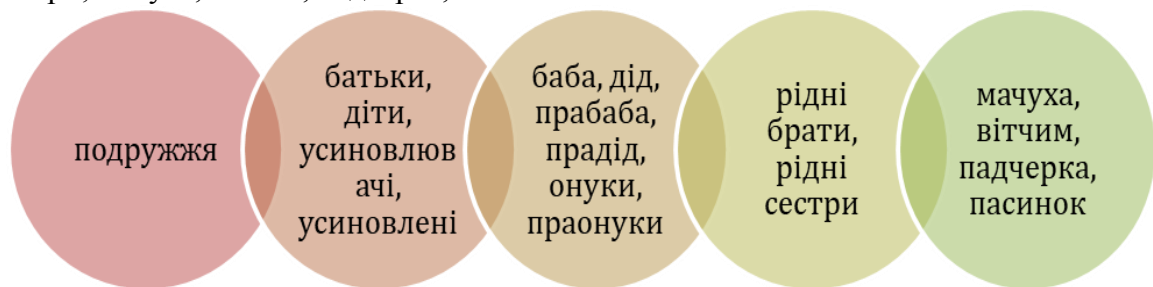 подружжя
батьки,
діти,
усиновлюв
ачі,
усиновлені
баба, дід,
прабаба,
прадід,
онуки,
праонуки
рідні
брати,
рідні
сестри
мачуха,
вітчим,
падчерка,
пасинок